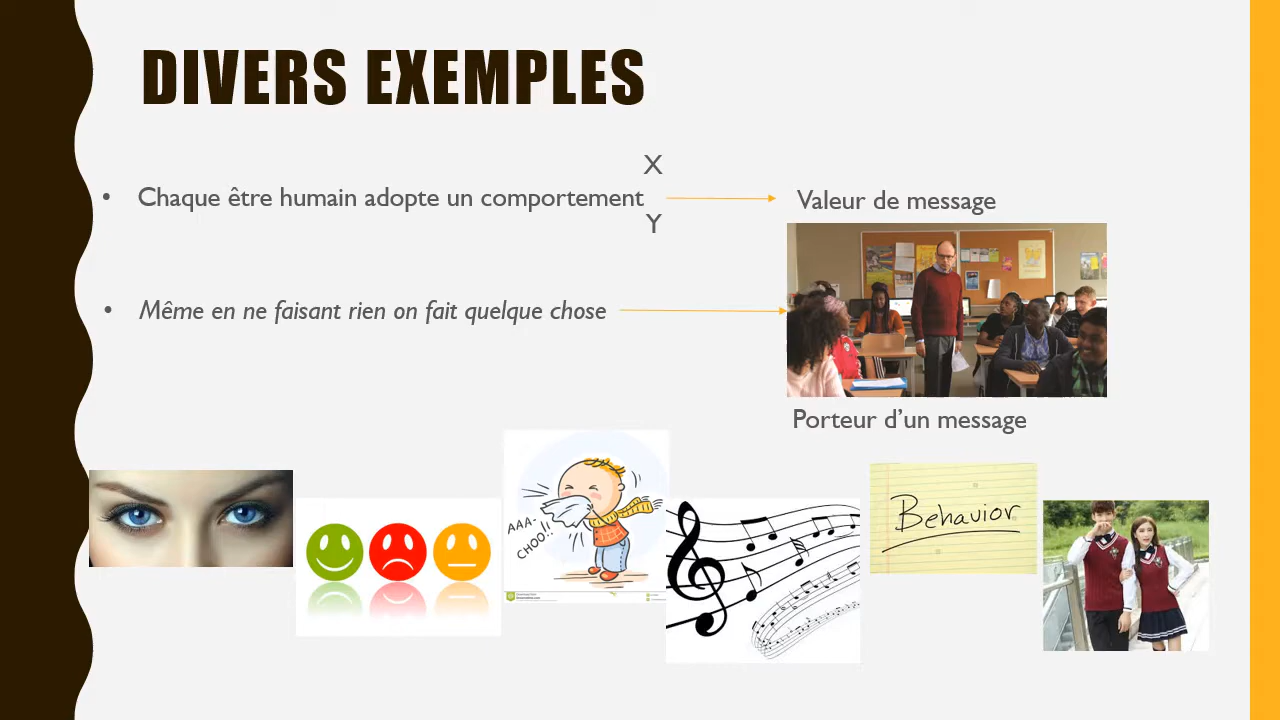 DIVERS EXEMPLES
X
• Chaque être humain adopte un comportement
Valeur de message
Y
• Même en ne faisant rien on fait quelque chose
Porteur d’un message
AAA-
CHOO!!
Behavior